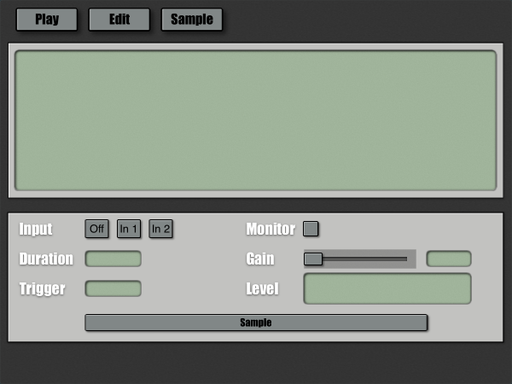 Play Edit Sample
Input Off In 1 In 2 Monitor
Duration Gain
Trigger Level
Sample